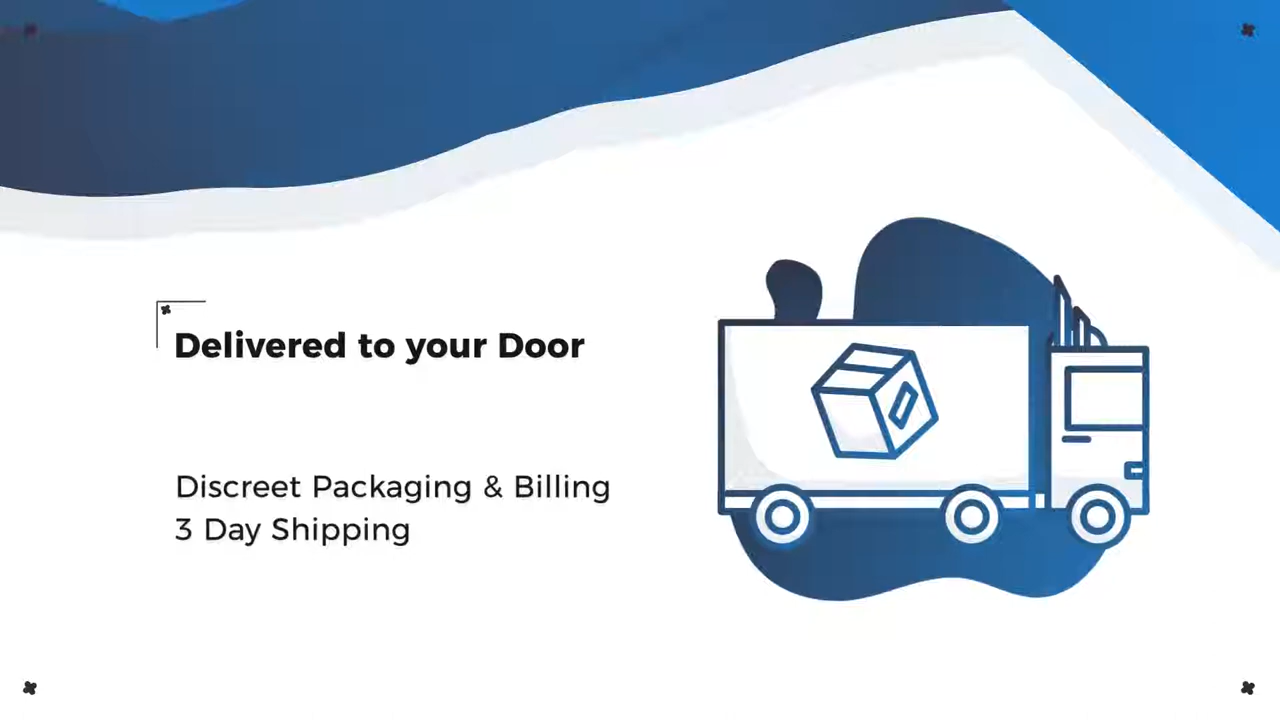 Delivered to your Door
Discreet Packaging & Billing
3 Day Shipping